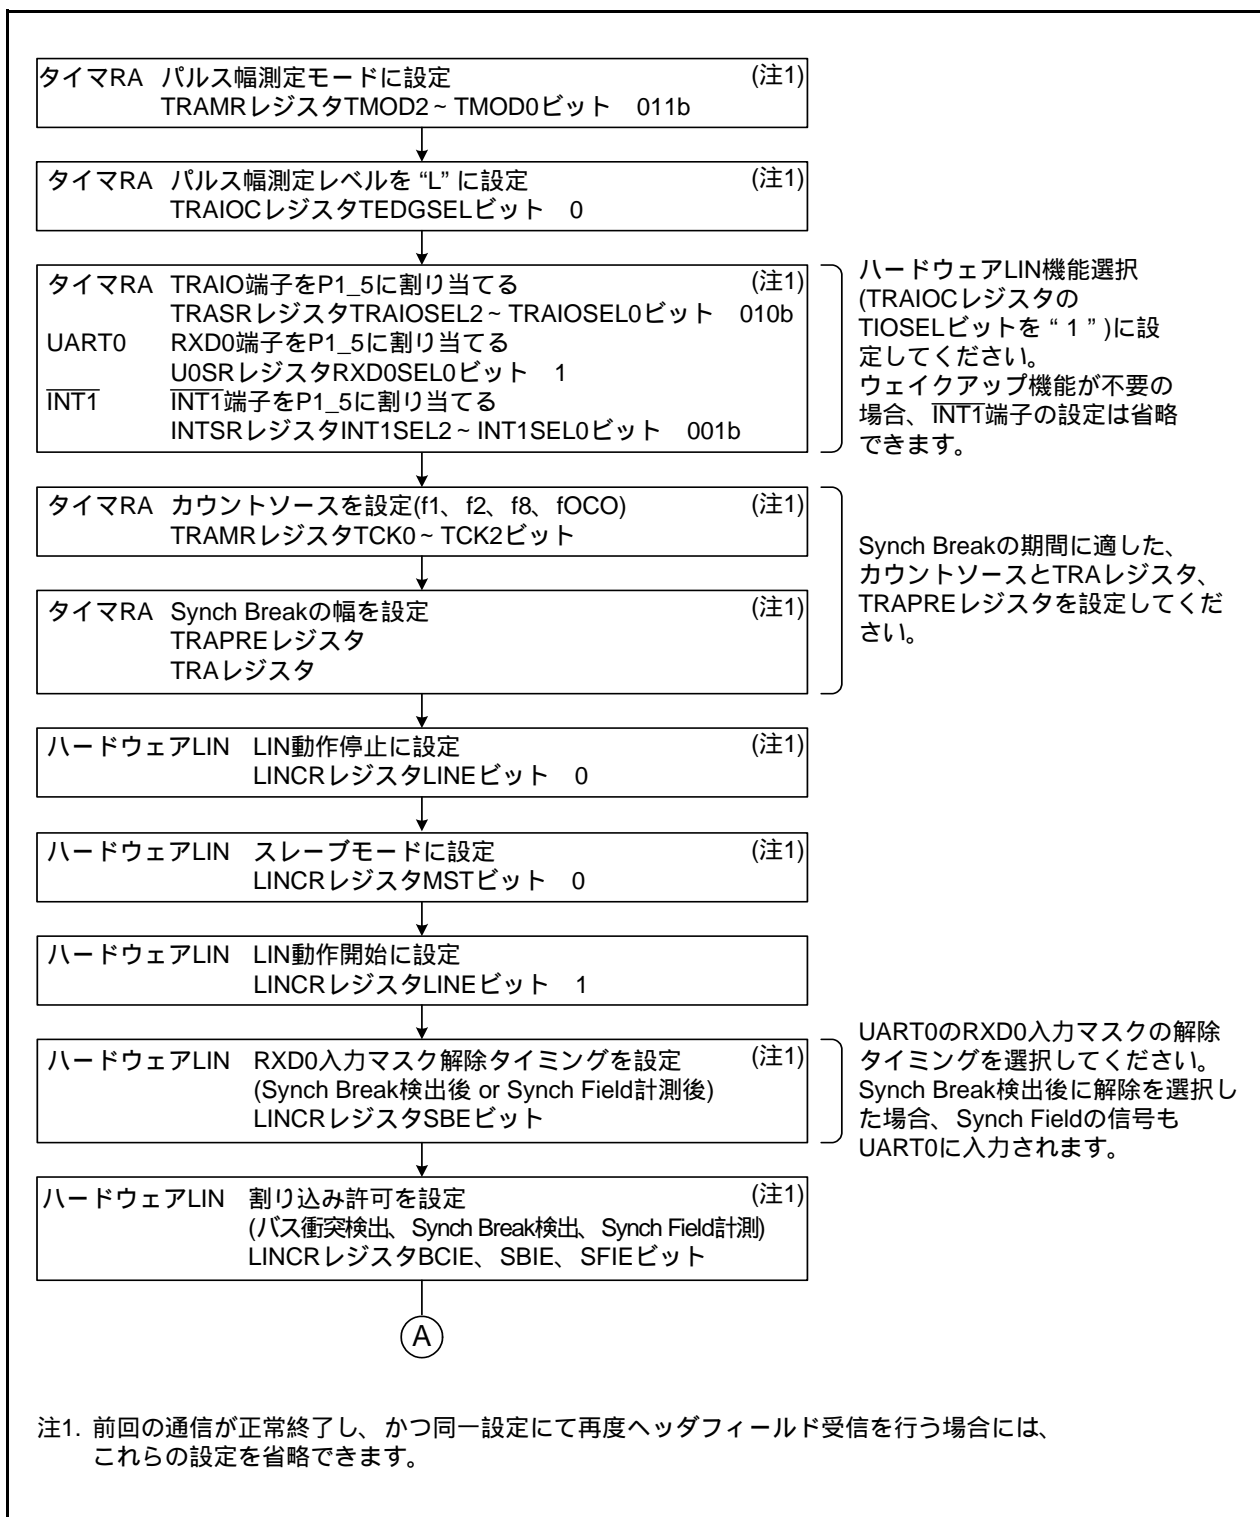 タイマRA パルス幅測定モードに設定 (注1)
TRAMRレジスタTMOD2～TMOD0ビット 011b
タイマRA パルス幅測定レベルを “L” に設定 (注1)
TRAIOCレジスタTEDGSELビット 0
タイマRA TRAIO端子をP1_5に割り当てる (注1)
TRASRレジスタTRAIOSEL2～TRAIOSEL0ビット 010b
UART0 RXD0端子をP1_5に割り当てる
U0SRレジスタRXD0SEL0ビット 1
INT1 INT1端子をP1_5に割り当てる
INTSRレジスタINT1SEL2～INT1SEL0ビット 001b
ハードウェアLIN機能選択
(TRAIOCレジスタの
TIOSELビットを “ 1 ” )に設
定してください。
ウェイクアップ機能が不要の
場合、INT1端子の設定は省略
できます。
タイマRA カウントソースを設定(f1、f2、f8、fOCO) (注1)
TRAMRレジスタTCK0～TCK2ビット
タイマRA Synch Breakの幅を設定 (注1)
TRAPREレジスタ
TRAレジスタ
Synch Breakの期間に適した、
カウントソースとTRAレジスタ、
TRAPREレジスタを設定してくだ
さい。
ハードウェアLIN LIN動作停止に設定 (注1)
LINCRレジスタLINEビット 0
ハードウェアLIN スレーブモードに設定 (注1)
LINCRレジスタMSTビット 0
ハードウェアLIN LIN動作開始に設定
LINCRレジスタLINEビット 1
ハードウェアLIN RXD0入力マスク解除タイミングを設定 (注1)
(Synch Break検出後 or Synch Field計測後)
LINCRレジスタSBEビット
UART0のRXD0入力マスクの解除
タイミングを選択してください。
Synch Break検出後に解除を選択し
た場合、Synch Fieldの信号も
UART0に入力されます。
ハードウェアLIN 割り込み許可を設定 (注1)
(バス衝突検出、Synch Break検出、Synch Field計測)
LINCRレジスタBCIE、SBIE、SFIEビット
A
注1. 前回の通信が正常終了し、かつ同一設定にて再度ヘッダフィールド受信を行う場合には、
これらの設定を省略できます。